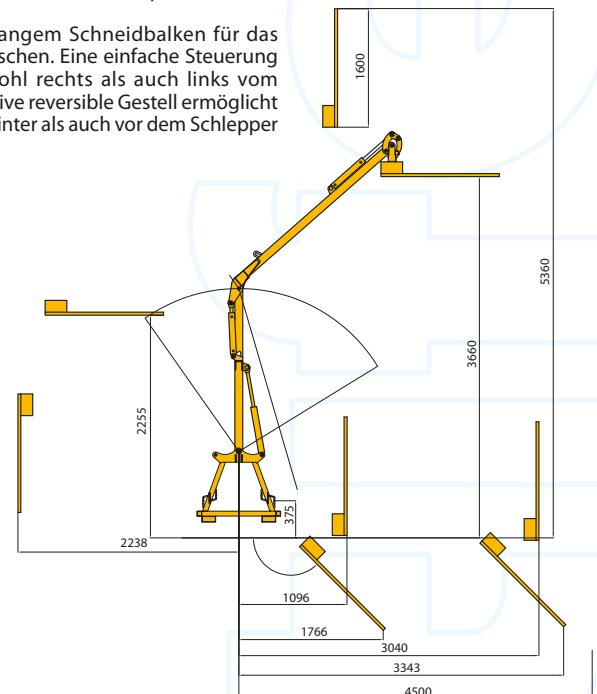 angem Schneidbalken für das
schen. Eine einfache Steuerung
ohl rechts als auch links vom
ive reversible Gestell ermöglicht
inter als auch vor dem Schlepper
1600
5360
3660
2255
375
2238
1096
1766
3040
3343
4500